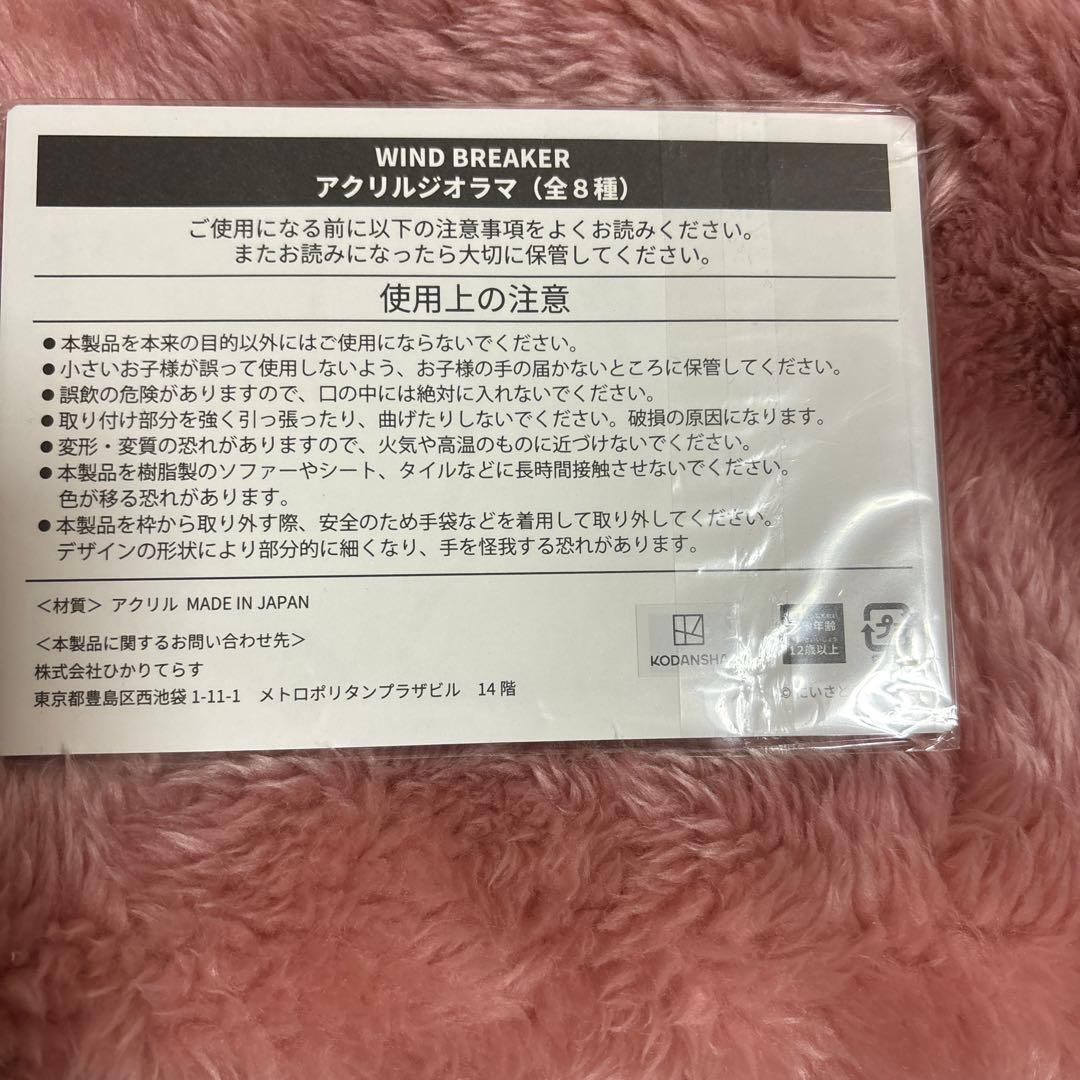 WIND BREAKER
アクリルジオラマ（全８種）
ご使用になる前に以下の注意事項をよくお読みください。
またお読みになったら大切に保管してください。
使用上の注意
●本製品を本来の目的以外にはご使用にならないでください。
●小さいお子様が誤って使用しないよう、お子様の手の届かないところに保管してください。
●誤飲の危険がありますので、口の中には絶対に入れないでください。
●取り付け部分を強く引っ張ったり、曲げたりしないでください。破損の原因になります。
●変形・変質の恐れがありますので、火気や高温のものに近づけないでください。
●本製品を樹脂製のソファーやシート、タイルなどに長時間接触させないでください。
色が移る恐れがあります。
●本製品を枠から取り外す際、安全のため手袋などを着用して取り外してください。
デザインの形状により部分的に細くなり、手を怪我する恐れがあります。
＜材質＞ アクリル MADE IN JAPAN
＜本製品に関するお問い合わせ先＞
株式会社ひかりてらす
東京都豊島区西池袋 1-11-1　メトロポリタンプラザビル　14 階
KODANSHA
年齢
12歳以上
プラ
©にいさと